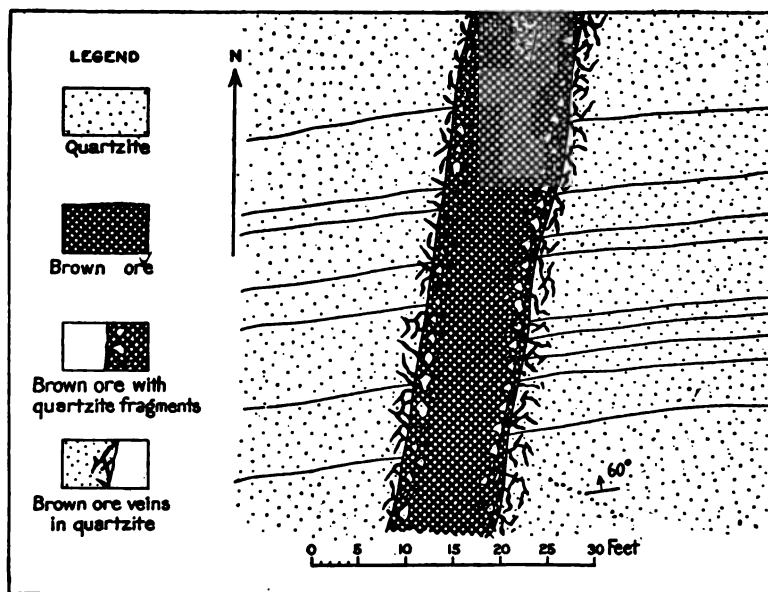 LEGEND
N
Quartzite
Brown ore
Brown ore with
quartzite fragments
Brown ore veins
in quartzite
60°
0 5 10 15 20 25 30 Feet